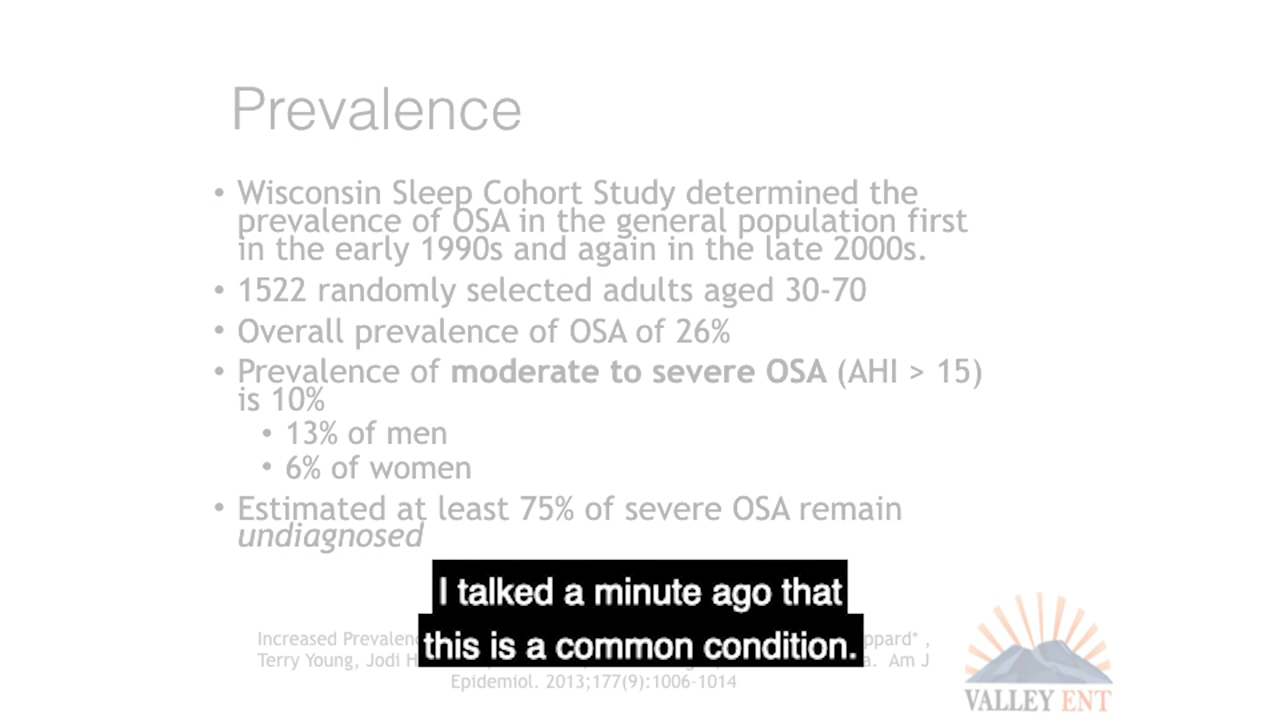 Prevalence
• Wisconsin Sleep Cohort Study determined the
prevalence of OSA in the general population first
in the early 1990s and again in the late 2000s.
• 1522 randomly selected adults aged 30-70
• Overall prevalence of OSA of 26%
• Prevalence of moderate to severe OSA (AHI > 15)
is 10%
• 13% of men
• 6% of women
• Estimated at least 75% of severe OSA remain
undiagnosed
I talked a minute ago that
this is a common condition.
Increased
Terry Young, Jodi Am J
Epidemiol. 2013;177(9):1006-1014
VALLEY ENT